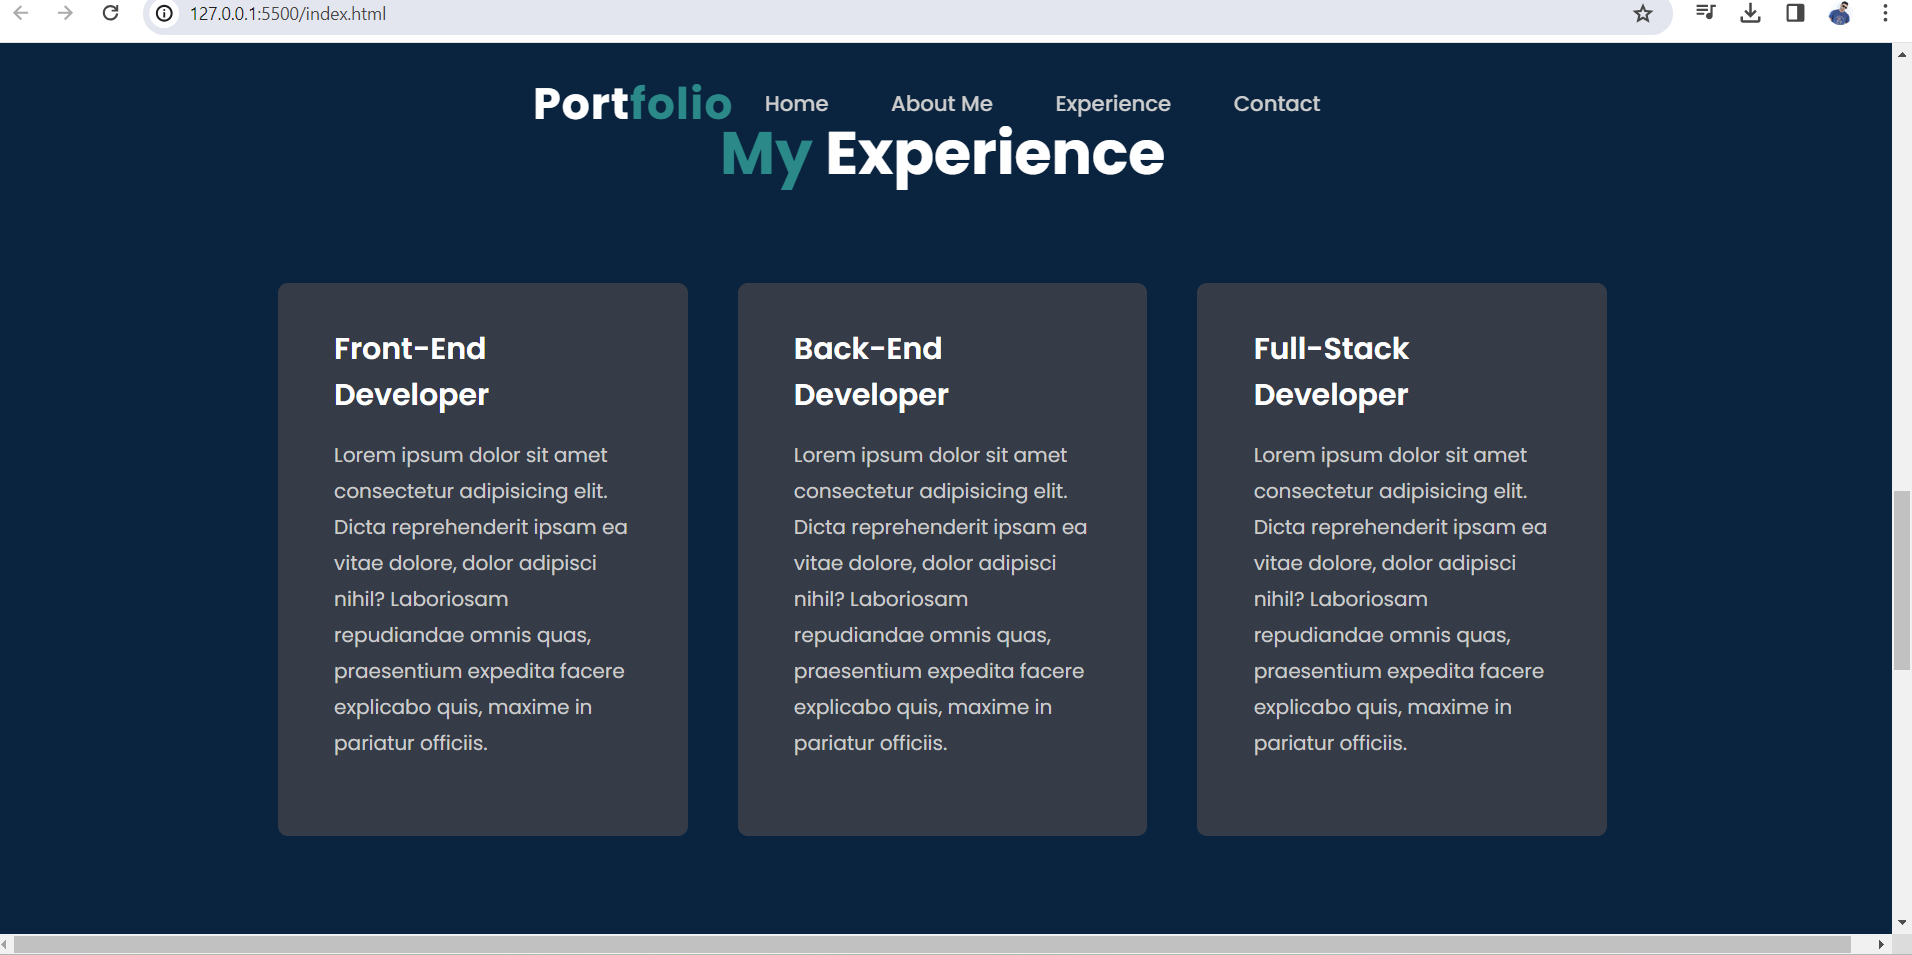 127.0.0.1:5500/index.html
Portfolio Home About Me Experience Contact
My Experience
Front-End
Developer
Lorem ipsum dolor sit amet
consectetur adipisicing elit.
Dicta reprehenderit ipsam ea
vitae dolore, dolor adipisci
nihil? Laboriosam
repudiandae omnis quas,
praesentium expedita facere
explicabo quis, maxime in
pariatur officiis.
Back-End
Developer
Lorem ipsum dolor sit amet
consectetur adipisicing elit.
Dicta reprehenderit ipsam ea
vitae dolore, dolor adipisci
nihil? Laboriosam
repudiandae omnis quas,
praesentium expedita facere
explicabo quis, maxime in
pariatur officiis.
Full-Stack
Developer
Lorem ipsum dolor sit amet
consectetur adipisicing elit.
Dicta reprehenderit ipsam ea
vitae dolore, dolor adipisci
nihil? Laboriosam
repudiandae omnis quas,
praesentium expedita facere
explicabo quis, maxime in
pariatur officiis.